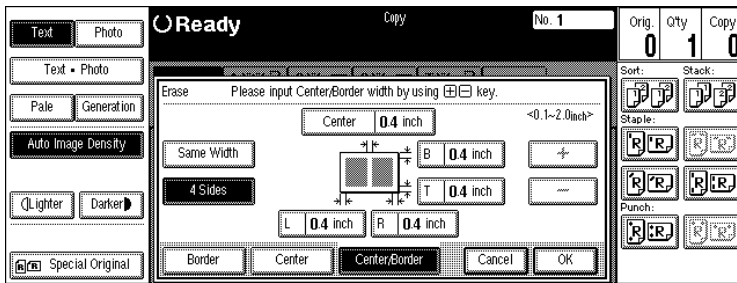 Text Photo
Text • Photo
Pale Generation
Auto Image Density
Lighter Darker
Special Original
Ready
Copy
No. 1
Orig. Q'ty Copy
0 1 0
Erase Please input Center/Border width by using + - key.
Center 0.4 inch
<0.1~2.0inch>
Same Width
B 0.4 inch
+
4 Sides
T 0.4 inch
−
L 0.4 inch R 0.4 inch
Border Center Center/Border Cancel OK
Sort: Stack:
Staple:
Punch: